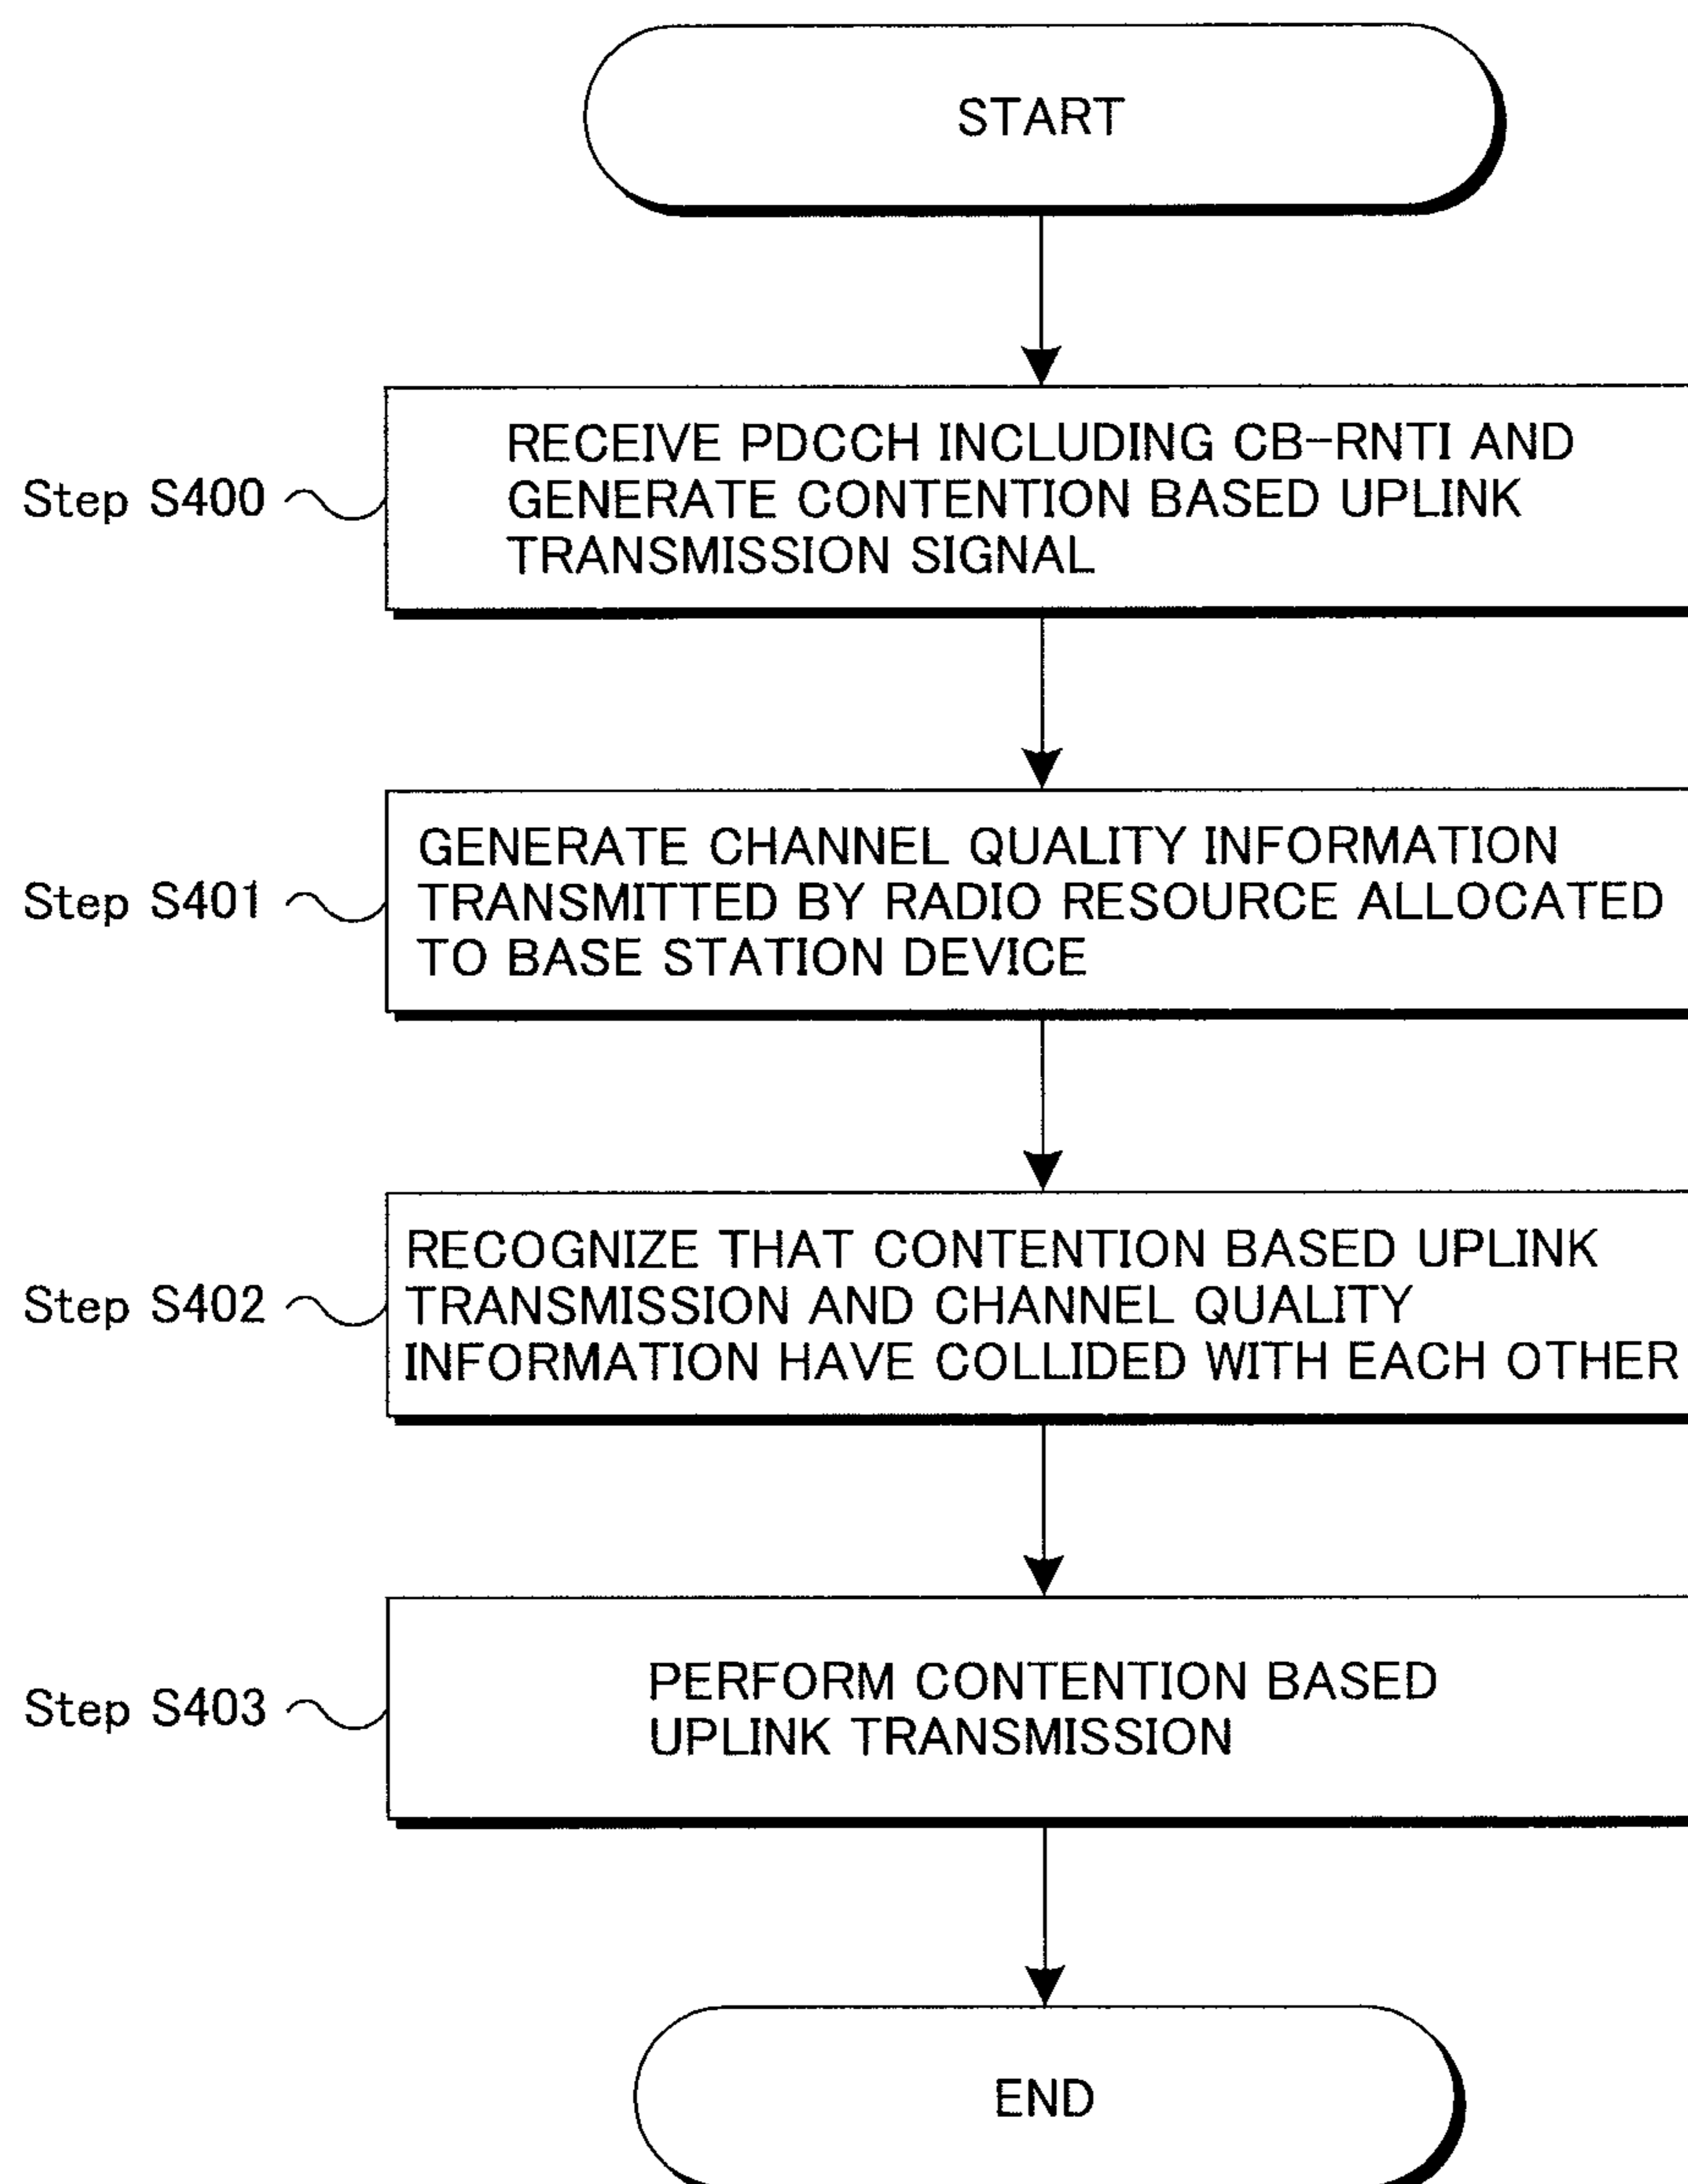 START
RECEIVE PDCCH INCLUDING CB-RNTI AND
GENERATE CONTENTION BASED UPLINK
TRANSMISSION SIGNAL
Step S400
GENERATE CHANNEL QUALITY INFORMATION
TRANSMITTED BY RADIO RESOURCE ALLOCATED
TO BASE STATION DEVICE
Step S401
RECOGNIZE THAT CONTENTION BASED UPLINK
TRANSMISSION AND CHANNEL QUALITY
INFORMATION HAVE COLLIDED WITH EACH OTHER
Step S402
PERFORM CONTENTION BASED
UPLINK TRANSMISSION
Step S403
END